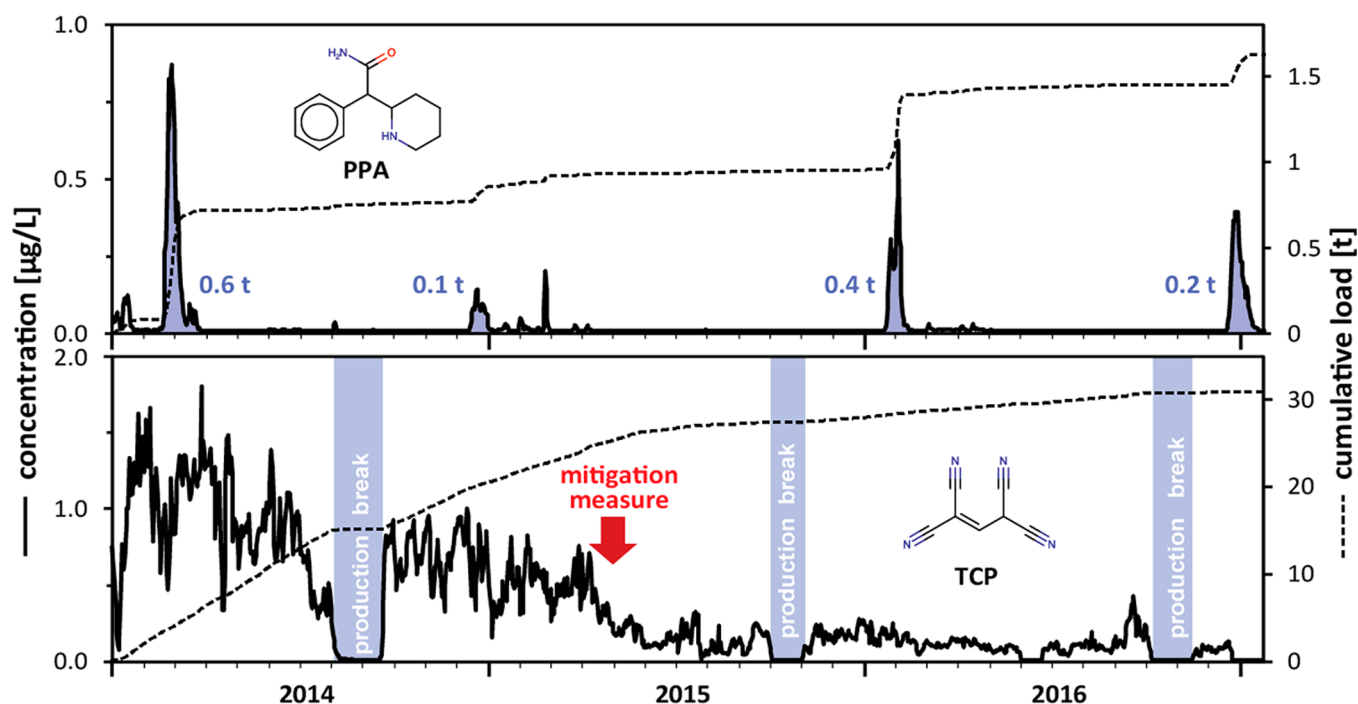 1.0
0.5
0.0
H₂N
O
HN
PPA
0.6 t
0.1 t
0.4 t
0.2 t
1.5
1
0.5
0
concentration [µg/L]
cumulative load [t]
2.0
1.0
0.0
production break
mitigation
measure
production break
N
N
N
N
TCP
production break
30
20
10
0
2014
2015
2016